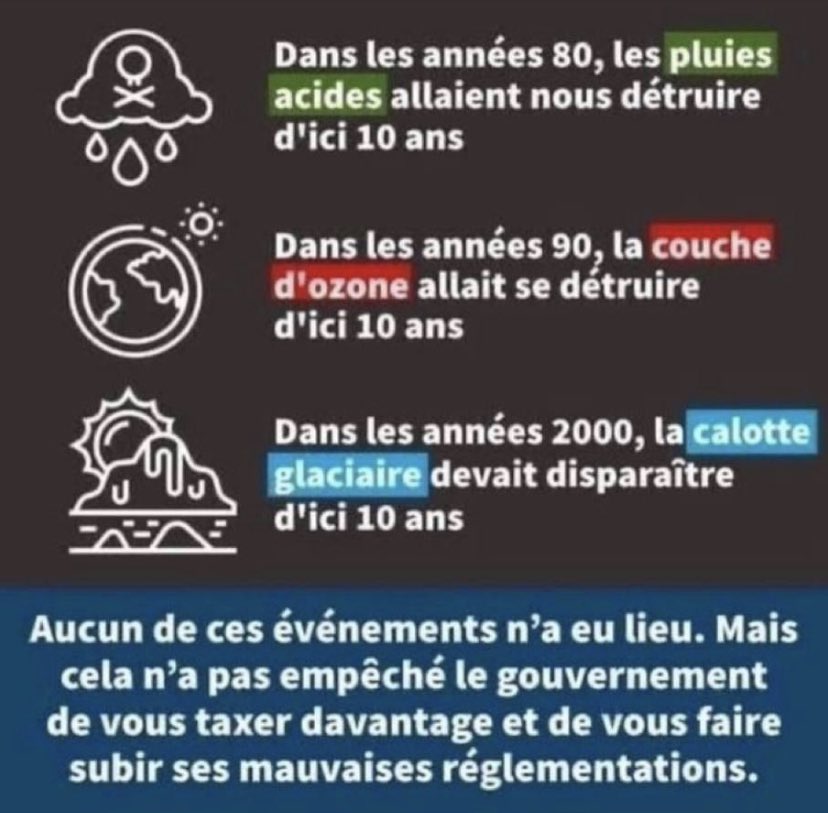 Dans les années 80, les pluies
acides allaient nous détruire
d'ici 10 ans
Dans les années 90, la couche
d'ozone allait se détruire
d'ici 10 ans
Dans les années 2000, la calotte
glaciaire devait disparaître
d'ici 10 ans
Aucun de ces événements n’a eu lieu. Mais
cela n’a pas empêché le gouvernement
de vous taxer davantage et de vous faire
subir ses mauvaises réglementations.